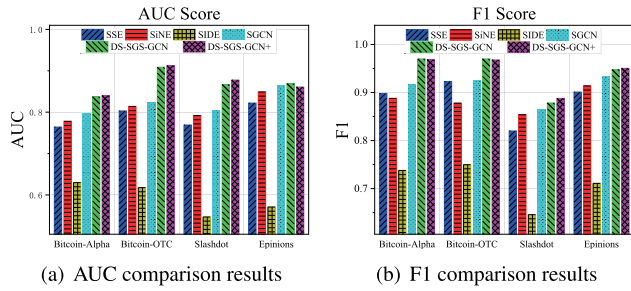 AUC Score
SSE SiNE SIDE SGCN
DS-SGS-GCN DS-SGS-GCN+
1.0
0.8
0.6
AUC
Bitcoin-Alpha Bitcoin-OTC Slashdot Epinions
(a) AUC comparison results
F1 Score
SSE SiNE SIDE SGCN
DS-SGS-GCN DS-SGS-GCN+
1.0
0.9
0.8
0.7
F1
Bitcoin-Alpha Bitcoin-OTC Slashdot Epinions
(b) F1 comparison results